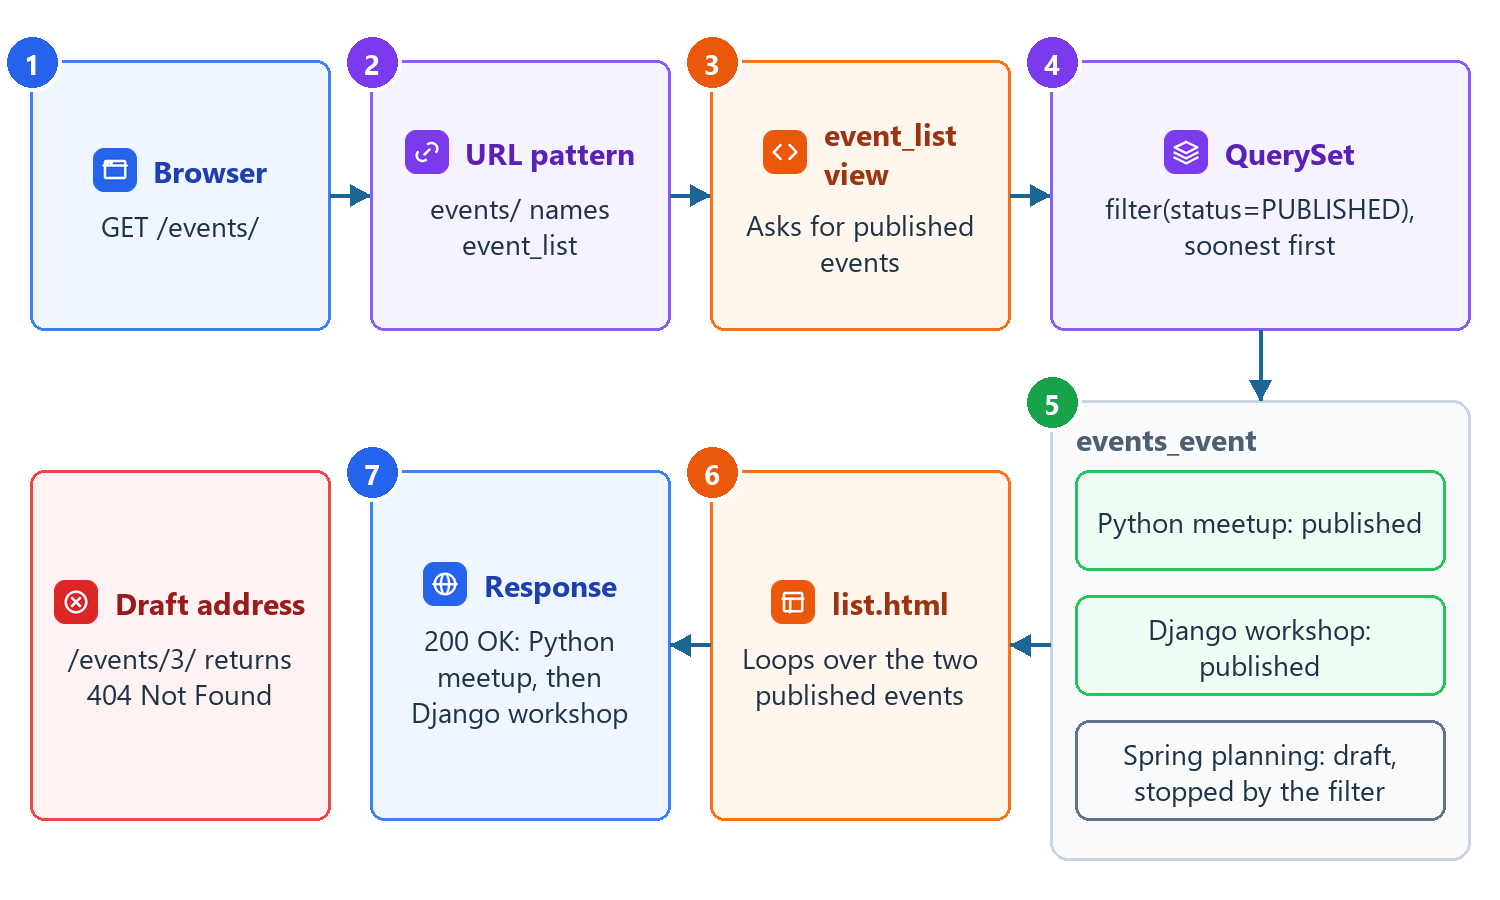 1
Browser
GET /events/
2
URL pattern
events/ names
event_list
3
event_list
view
Asks for published
events
4
QuerySet
filter(status=PUBLISHED),
soonest first
5
events_event
Python meetup: published
Django workshop:
published
Spring planning: draft,
stopped by the filter
6
list.html
Loops over the two
published events
7
Response
200 OK: Python
meetup, then
Django workshop
Draft address
/events/3/ returns
404 Not Found